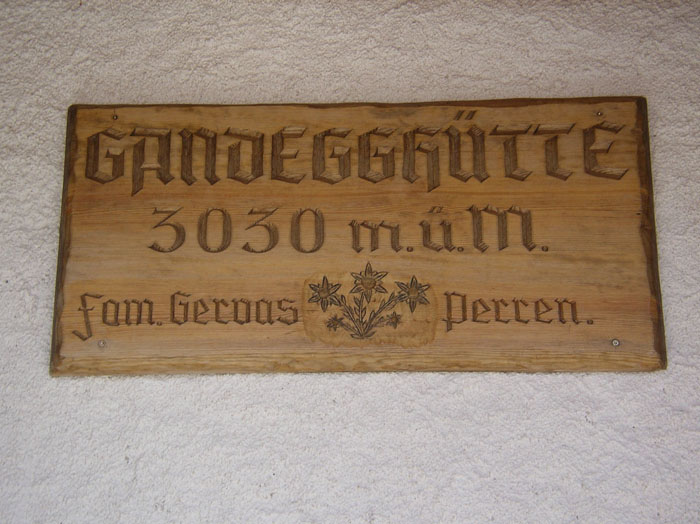 GANDEGGHÜTTE
3030 m.ü.M.
Fam. Gervas Perren.